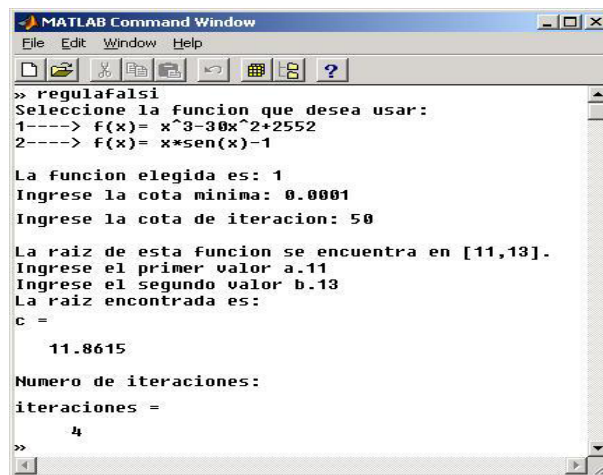 MATLAB Command Window
File Edit Window Help
?
» regulafalsi
Seleccione la funcion que desea usar:
1----> f(x)= x^3-30x^2+2552
2----> f(x)= x*sen(x)-1
La funcion elegida es: 1
Ingrese la cota minima: 0.0001
Ingrese la cota de iteracion: 50
La raiz de esta funcion se encuentra en [11,13].
Ingrese el primer valor a.11
Ingrese el segundo valor b.13
La raiz encontrada es:
c =
11.8615
Numero de iteraciones:
iteraciones =
4
»